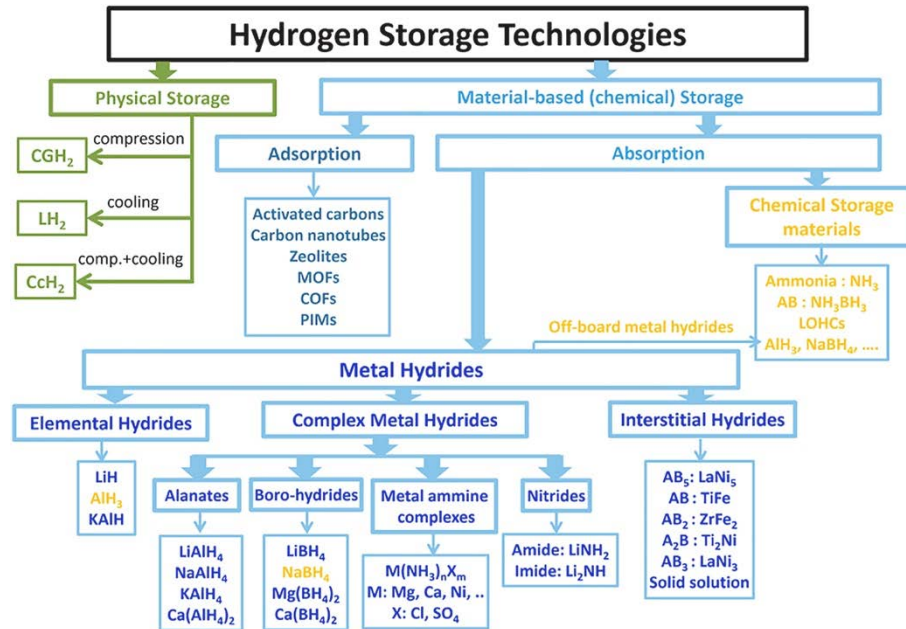 Hydrogen Storage Technologies
Physical Storage
compression
CGH₂
cooling
LH₂
comp.+cooling
CcH₂
Material-based (chemical) Storage
Adsorption
Activated carbons
Carbon nanotubes
Zeolites
MOFs
COFs
PIMs
Absorption
Chemical Storage
materials
Ammonia : NH₃
AB : NH₃BH₃
LOHCs
AlH₃, NaBH₄, ....
Off-board metal hydrides
Metal Hydrides
Elemental Hydrides
LiH
AlH₃
KAlH
Complex Metal Hydrides
Alanates
LiAlH₄
NaAlH₄
KAlH₄
Ca(AlH₄)₂
Boro-hydrides
LiBH₄
NaBH₄
Mg(BH₄)₂
Ca(BH₄)₂
Metal ammine
complexes
M(NH₃)ₙXₘ
M: Mg, Ca, Ni, ..
X: Cl, SO₄
Nitrides
Amide: LiNH₂
Imide: Li₂NH
Interstitial Hydrides
AB₅: LaNi₅
AB: TiFe
AB₂: ZrFe₂
A₂B: Ti₂Ni
AB₃: LaNi₃
Solid solution